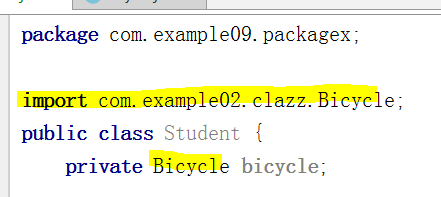 package com.example09.packagex;
import com.example02.clazz.Bicycle;
public class Student {
private Bicycle bicycle;